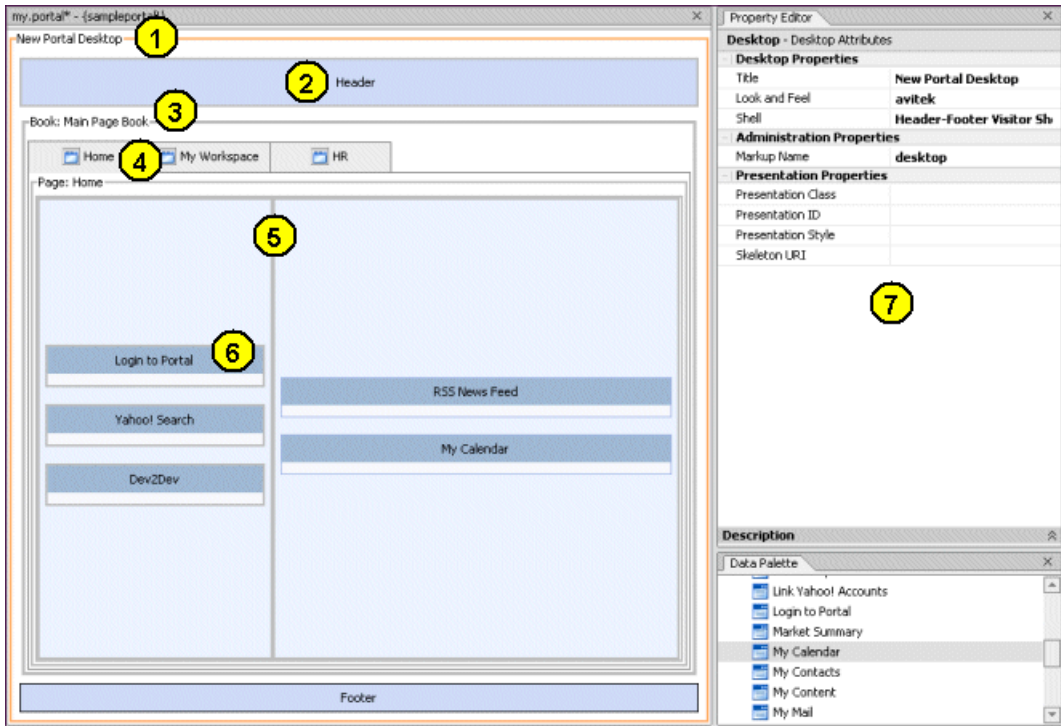 my.portal* - {sampleportal}
New Portal Desktop
1
2
Header
3
Book: Main Page Book
Home
4
My Workspace
HR
Page: Home
5
6
Login to Portal
Yahoo! Search
Dev2Dev
RSS News Feed
My Calendar
Footer
Property Editor
Desktop - Desktop Attributes
Desktop Properties
Title New Portal Desktop
Look and Feel avitek
Shell Header-Footer Visitor Sh
Administration Properties
Markup Name desktop
Presentation Properties
Presentation Class
Presentation ID
Presentation Style
Skeleton URI
7
Description
Data Palette
Link Yahoo! Accounts
Login to Portal
Market Summary
My Calendar
My Contacts
My Content
My Mail